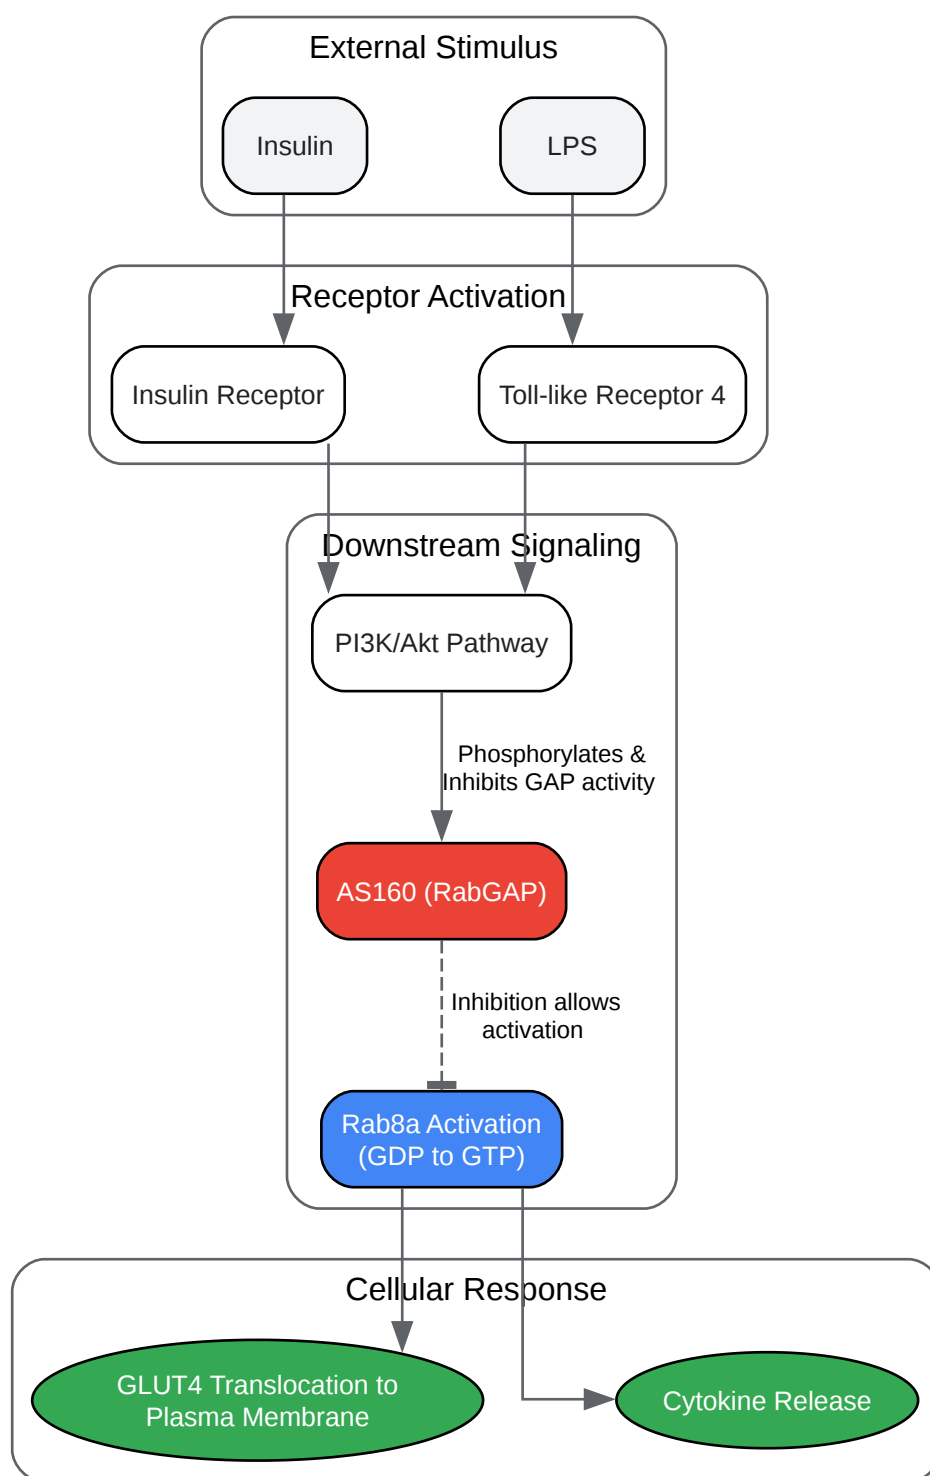 External Stimulus
Insulin
LPS
Receptor Activation
Insulin Receptor
Toll-like Receptor 4
Downstream Signaling
PI3K/Akt Pathway
Phosphorylates &
Inhibits GAP activity
AS160 (RabGAP)
Inhibition allows
activation
Rab8a Activation
(GDP to GTP)
Cellular Response
GLUT4 Translocation to
Plasma Membrane
Cytokine Release